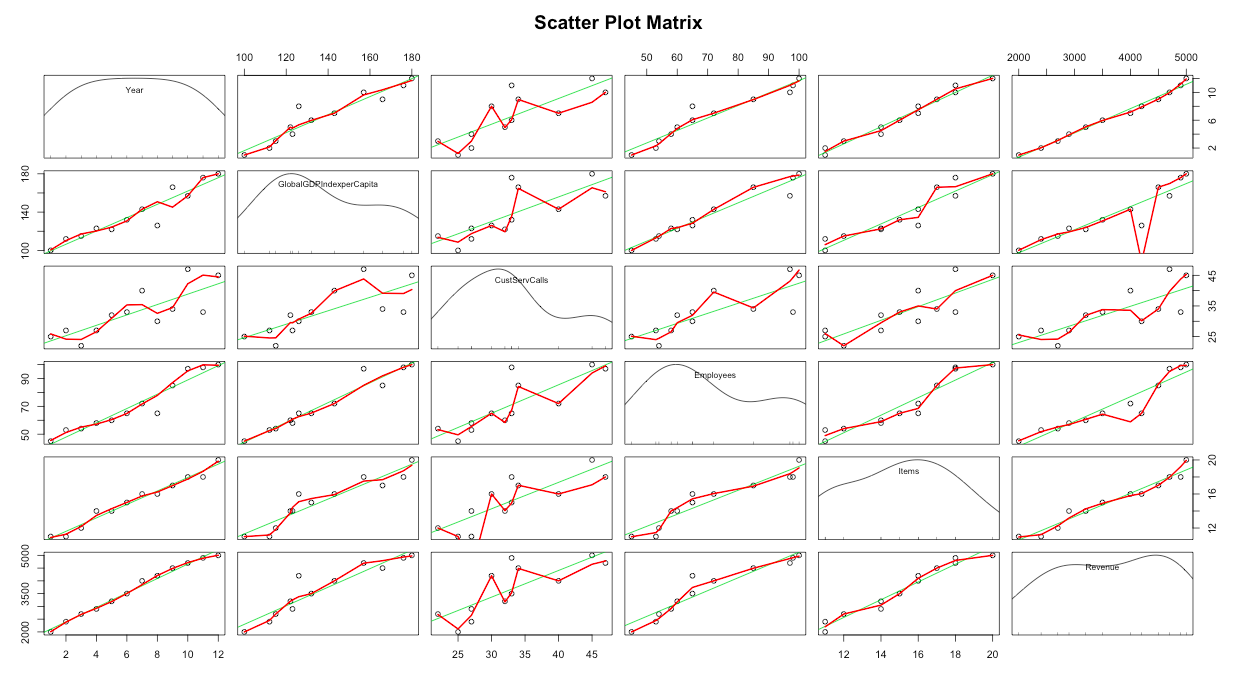 Scatter Plot Matrix
100 120 140 160 180
50 60 70 80 90 100
2000 3000 4000 5000
Year
2 6 10
100 140 180
GlobalGDPIndexperCapita
CustServCalls
25 35 45
50 70 90
Employees
Items
12 16 20
2000 3500 5000
Revenue
2 4 6 8 10 12
25 30 35 40 45
12 14 16 18 20